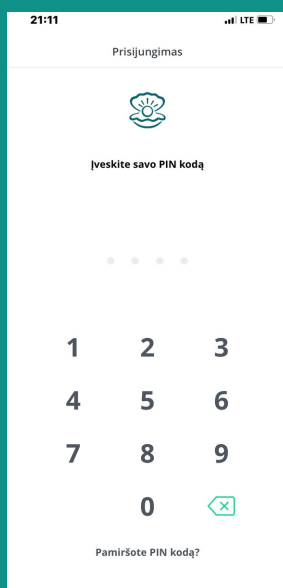 21:11 LTE
Prisijungimas
Įveskite savo PIN kodą
1 2 3
4 5 6
7 8 9
0
Pamiršote PIN kodą?